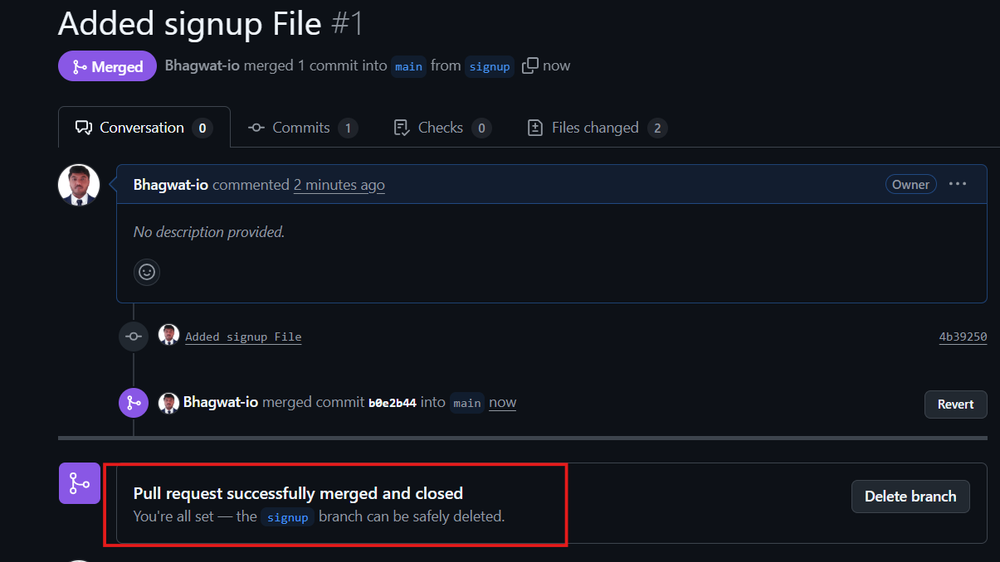 Added signup File #1
Merged Bhagwat-io merged 1 commit into main from signup now
Conversation 0 Commits 1 Checks 0 Files changed 2
Bhagwat-io commented 2 minutes ago Owner ...
No description provided.
Added signup File 4b39250
Bhagwat-io merged commit b0e2b44 into main now Revert
Pull request successfully merged and closed
You're all set — the signup branch can be safely deleted. Delete branch